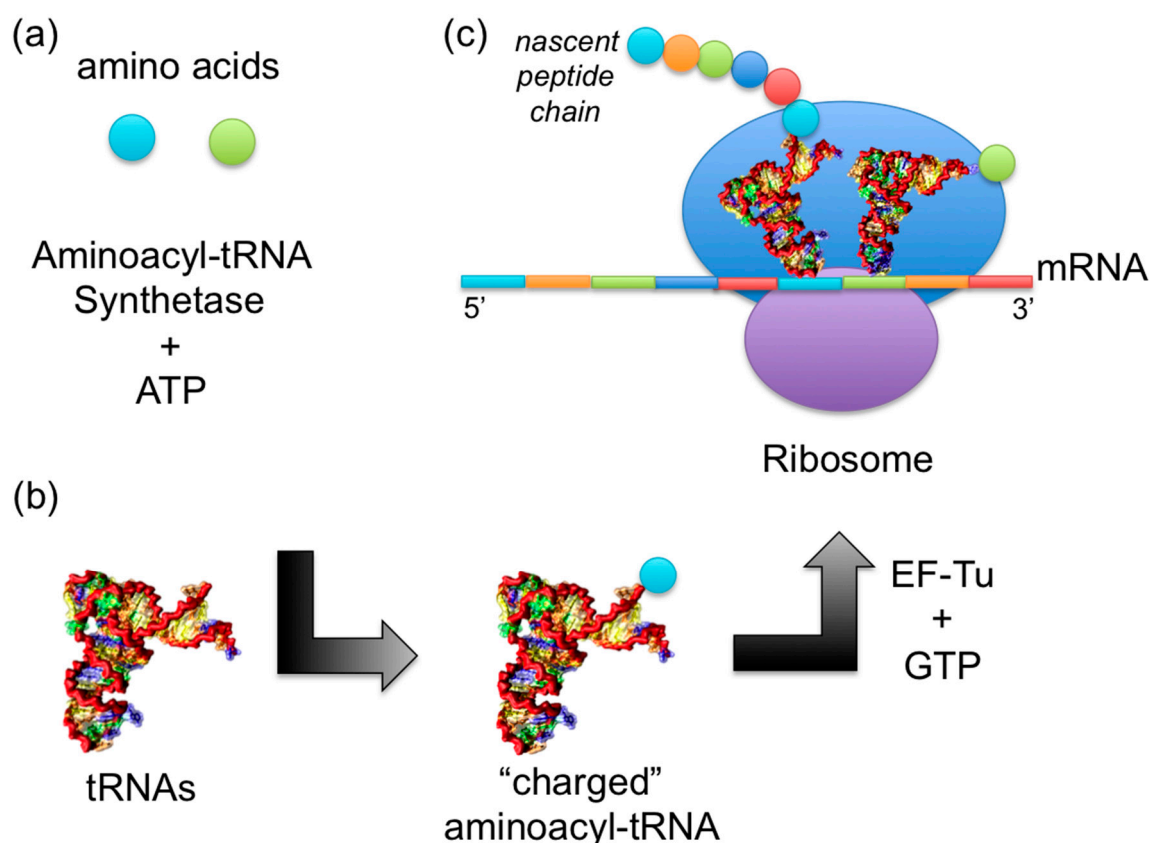 (a)
amino acids
Aminoacyl-tRNA
Synthetase
+
ATP
(c)
nascent
peptide
chain
mRNA
5’
3’
Ribosome
(b)
tRNAs
“charged”
aminoacyl-tRNA
EF-Tu
+
GTP